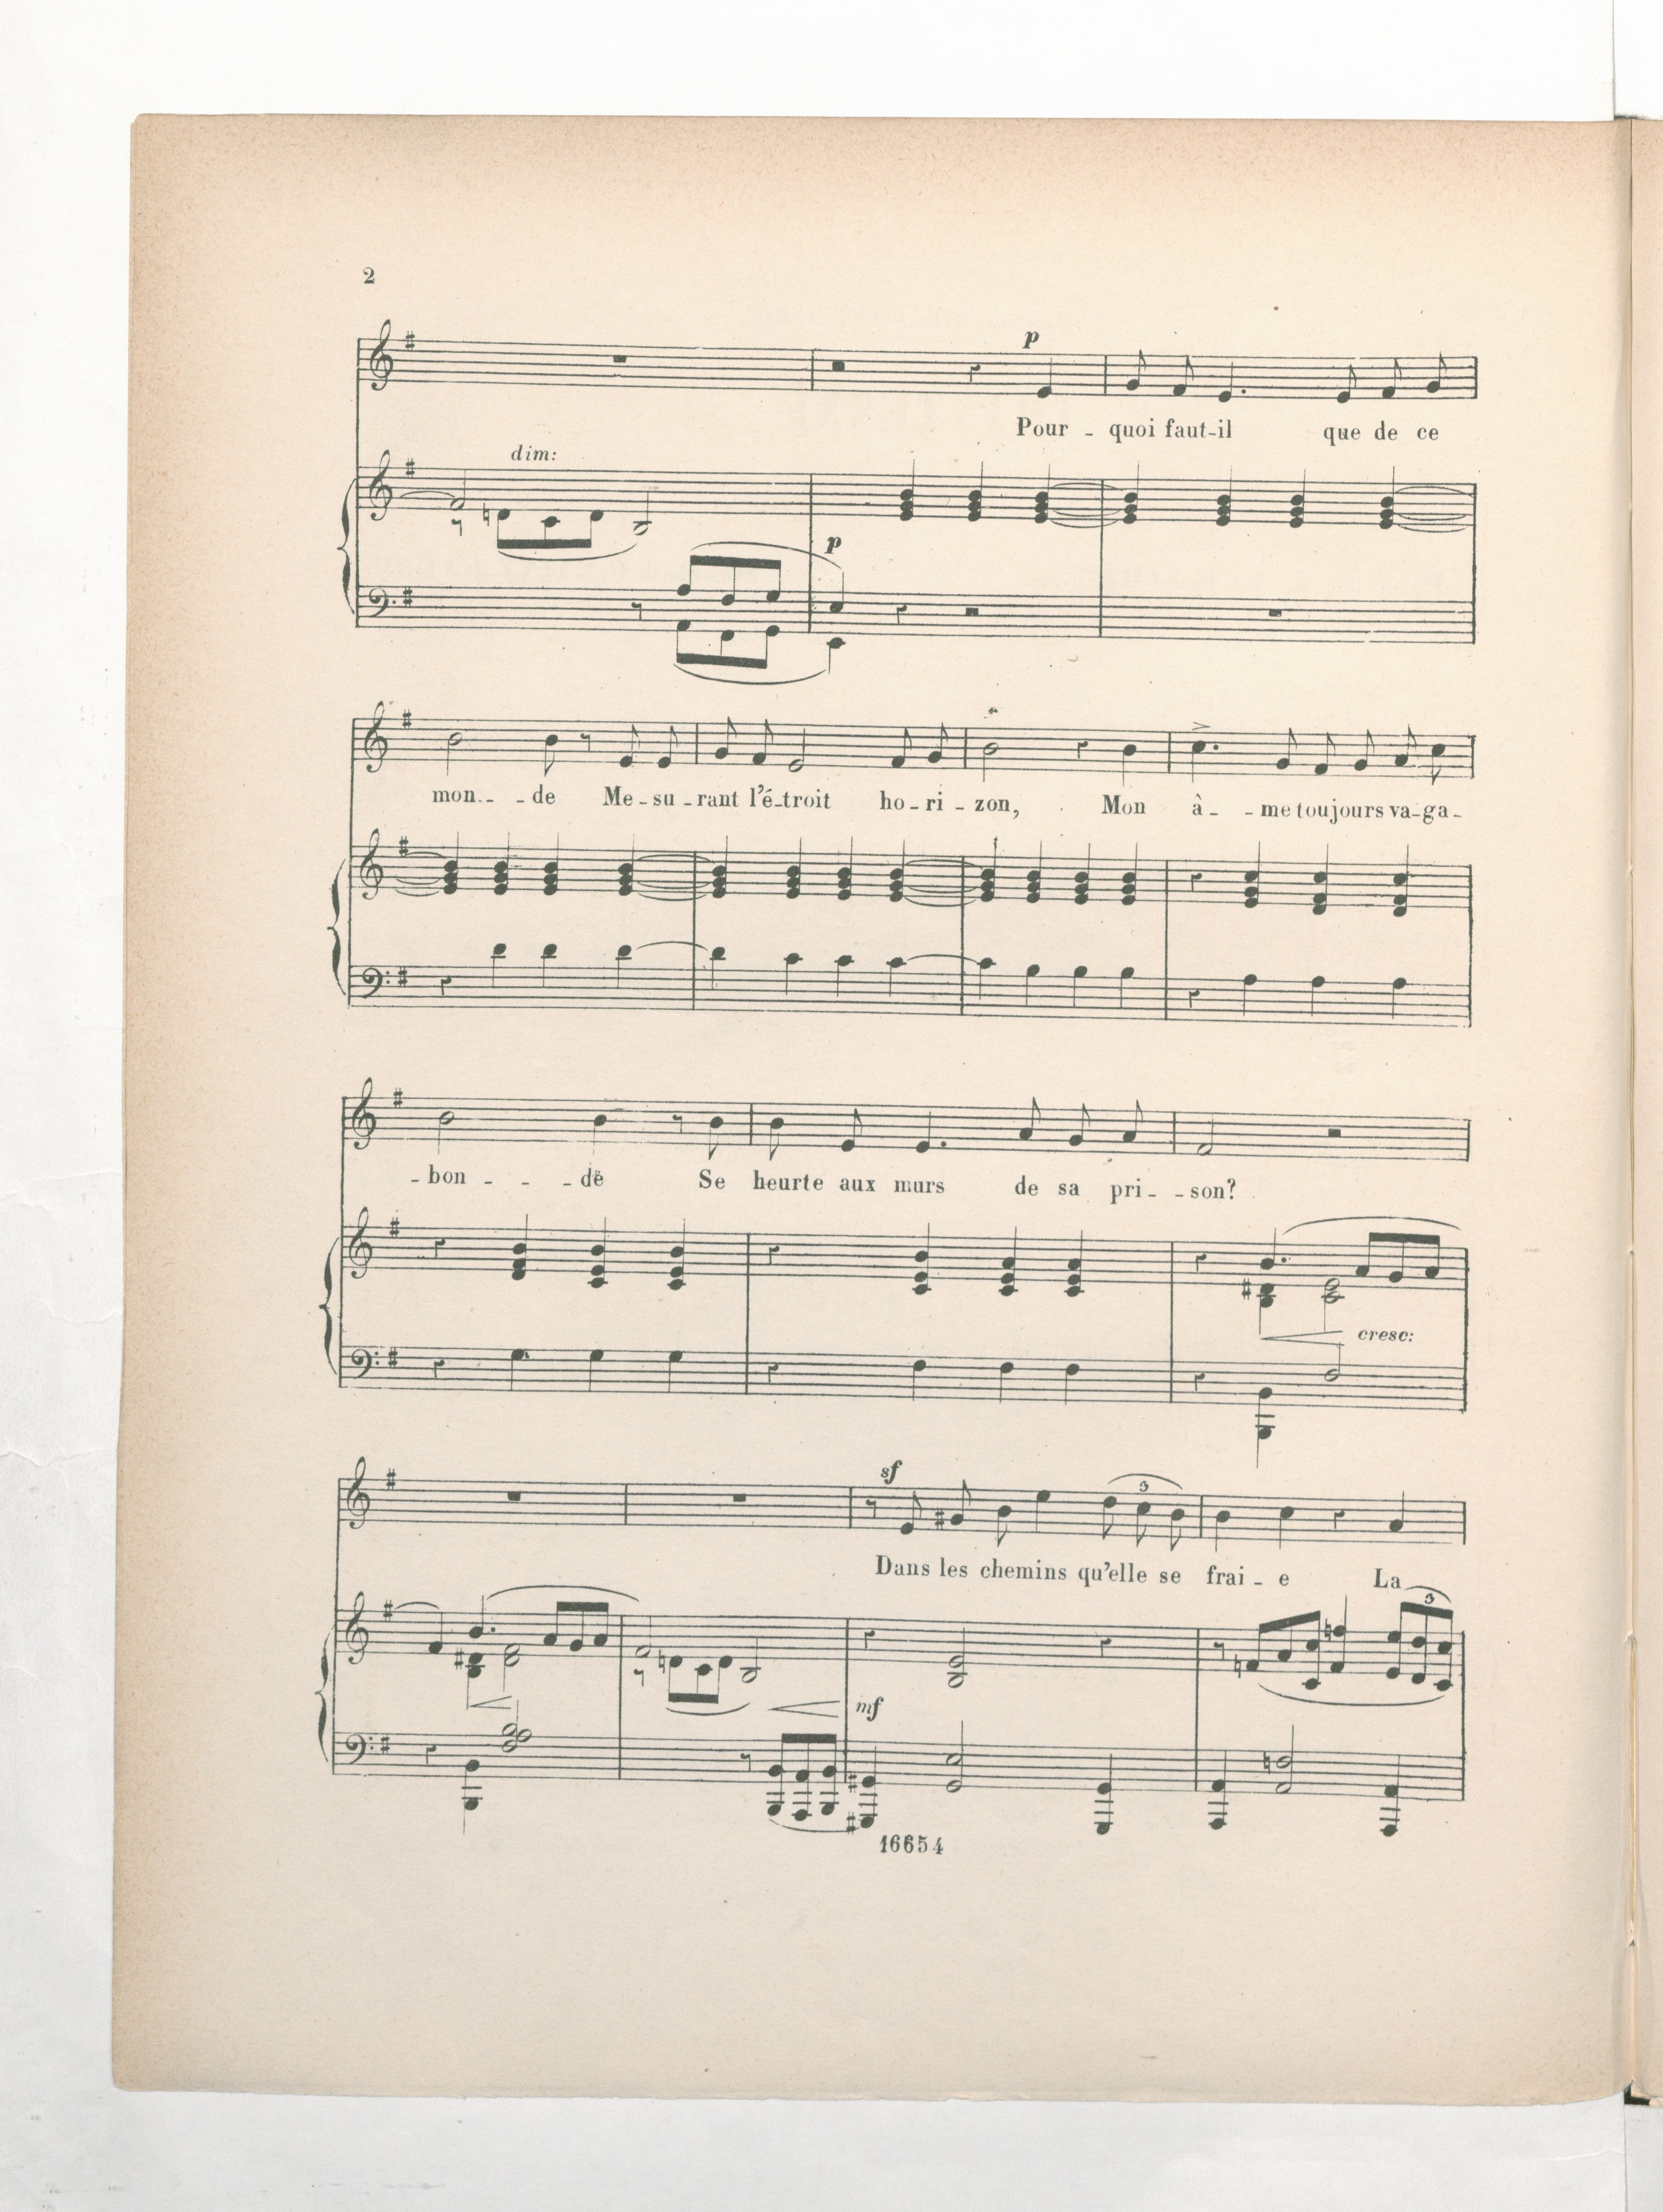 2
p
Pour - quoi faut-il que de ce
dim:
p
mon - - de Me - su - rant l'é - troit ho - ri - zon, Mon â - - me toujours va - ga -
- bon - - - de Se heurte aux murs de sa pri - - son?
cresc:
sf
3
Dans les chemins qu'elle se frai - e La
3
mf
16654